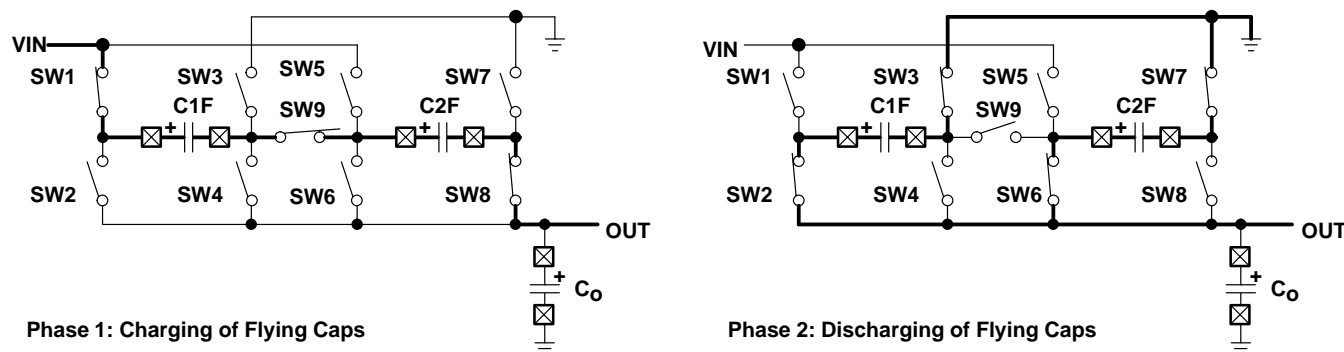 VIN
SW1
SW3
SW5
SW7
C1F
SW9
C2F
+
+
SW2
SW4
SW6
SW8
OUT
+
Co
Phase 1: Charging of Flying Caps
VIN
SW1
SW3
SW5
SW7
C1F
SW9
C2F
+
+
SW2
SW4
SW6
SW8
OUT
+
Co
Phase 2: Discharging of Flying Caps